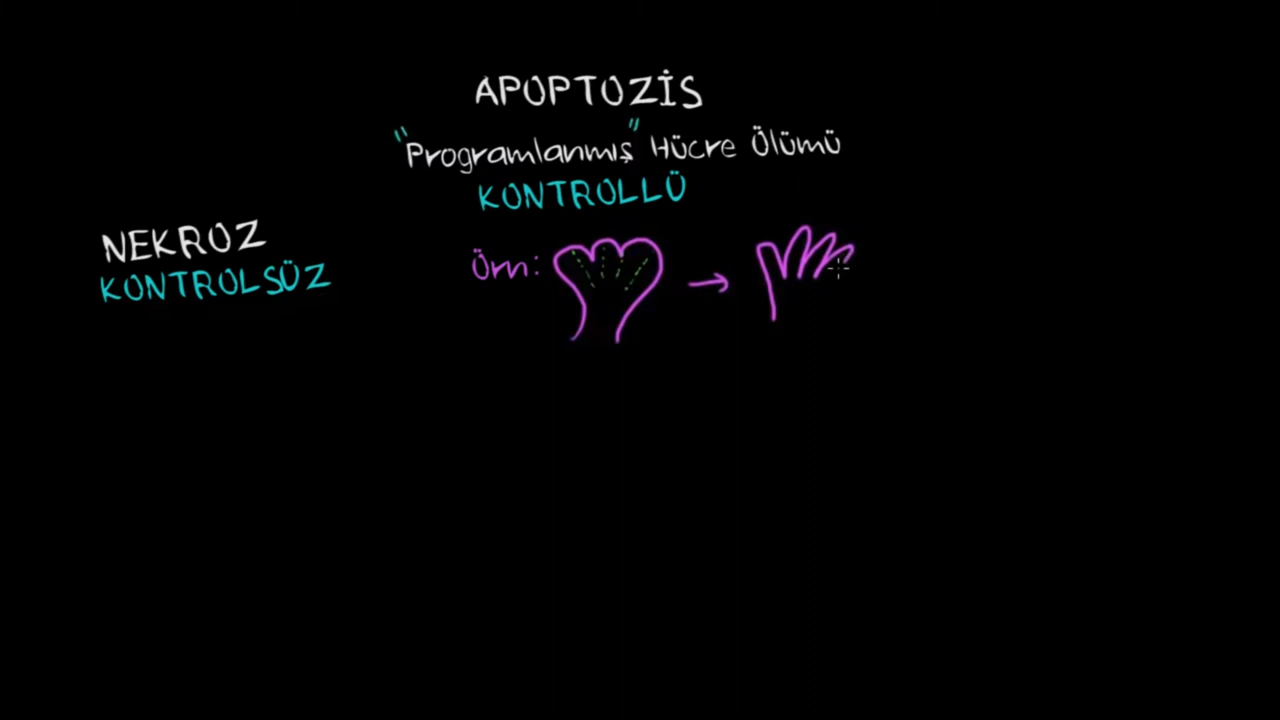 APOPTOZİS
"Programlanmış" Hücre Ölümü
KONTROLLÜ
NEKROZ
KONTROLSÜZ
Örn: